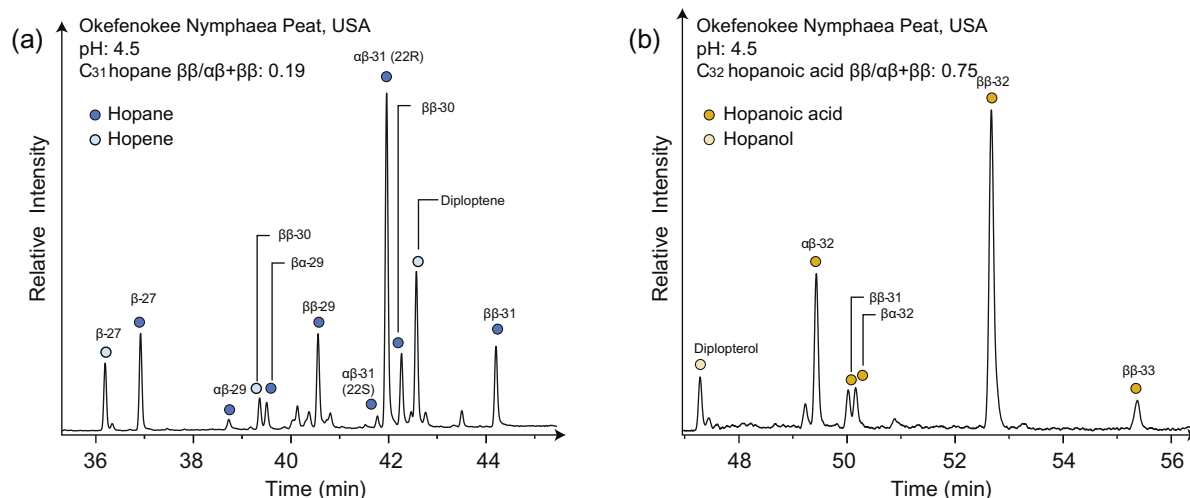 (a)
Okefenokee Nymphaea Peat, USA
pH: 4.5
C31 hopane ββ/αβ+ββ: 0.19
Hopane
Hopene
Relative Intensity
β-27
β-27
αβ-29
ββ-30
βα-29
ββ-29
αβ-31
(22S)
αβ-31 (22R)
ββ-30
Diploptene
ββ-31
36
38
40
42
44
Time (min)
(b)
Okefenokee Nymphaea Peat, USA
pH: 4.5
C32 hopanoic acid ββ/αβ+ββ: 0.75
Hopanoic acid
Hopanol
Relative Intensity
Diplopterol
αβ-32
ββ-31
βα-32
ββ-32
ββ-33
48
50
52
54
56
Time (min)